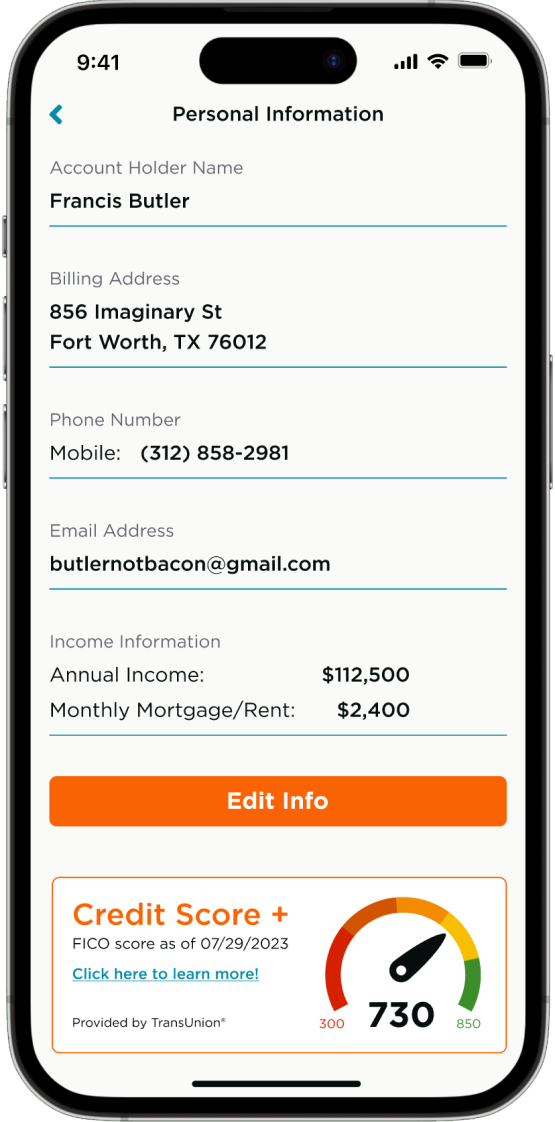 9:41
Personal Information
Account Holder Name
Francis Butler
Billing Address
856 Imaginary St
Fort Worth, TX 76012
Phone Number
Mobile: (312) 858-2981
Email Address
butlernotbacon@gmail.com
Income Information
Annual Income: $112,500
Monthly Mortgage/Rent: $2,400
Edit Info
Credit Score +
FICO score as of 07/29/2023
Click here to learn more!
Provided by TransUnion®
300 730 850